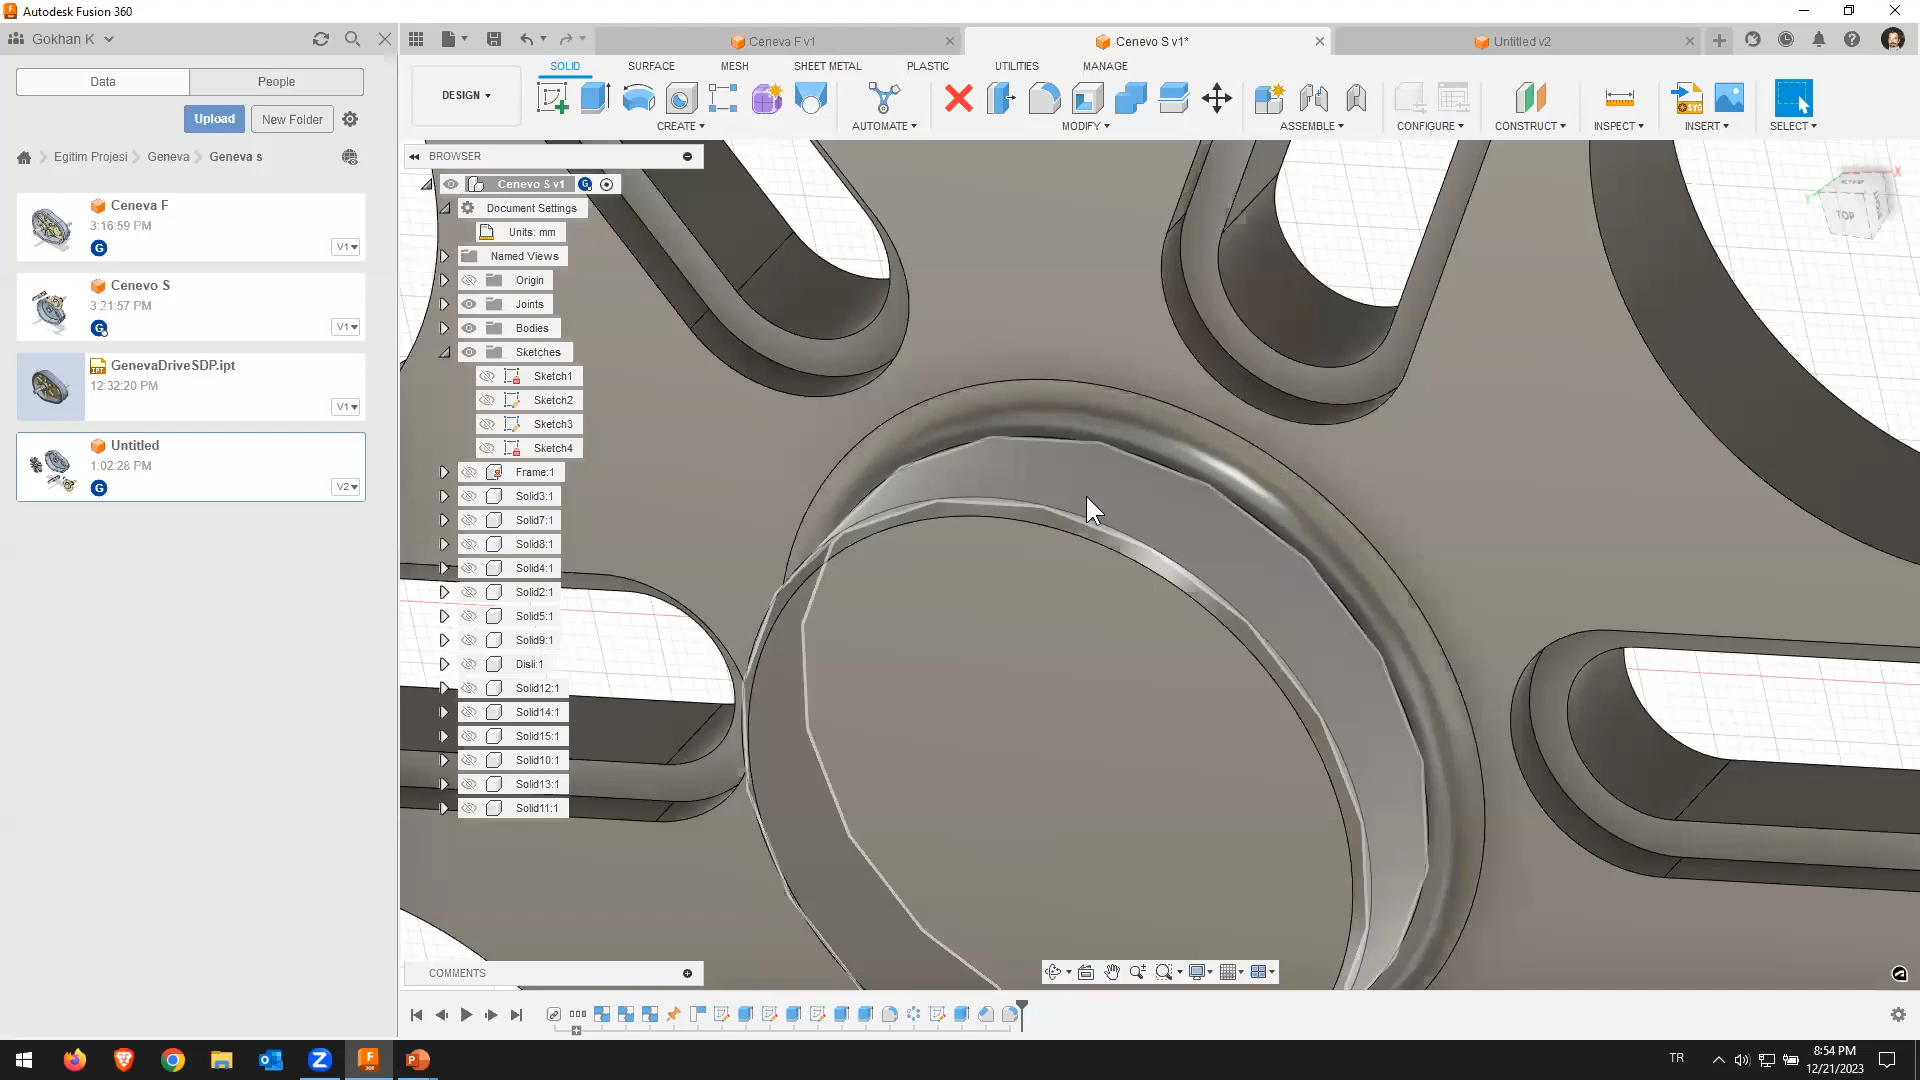 Autodesk Fusion 360
Gokhan K
Data
People
Upload
New Folder
Egitim Projesi
Geneva
Geneva s
Ceneva F
3:16:59 PM
V1
Cenevo S
3:21:57 PM
V1
GenevaDriveSDP.ipt
12:32:20 PM
V1
Untitled
1:02:28 PM
V2
Ceneva F v1
Cenevo S v1*
Untitled v2
SOLID
SURFACE
MESH
SHEET METAL
PLASTIC
UTILITIES
MANAGE
DESIGN
CREATE
AUTOMATE
MODIFY
ASSEMBLE
CONFIGURE
CONSTRUCT
INSPECT
INSERT
SELECT
BROWSER
Cenevo S v1
Document Settings
Units: mm
Named Views
Origin
Joints
Bodies
Sketches
Sketch1
Sketch2
Sketch3
Sketch4
Frame:1
Solid3:1
Solid7:1
Solid8:1
Solid4:1
Solid2:1
Solid5:1
Solid9:1
Disli:1
Solid12:1
Solid14:1
Solid15:1
Solid10:1
Solid13:1
Solid11:1
TOP
X
Y
COMMENTS
TR
8:54 PM
12/21/2023